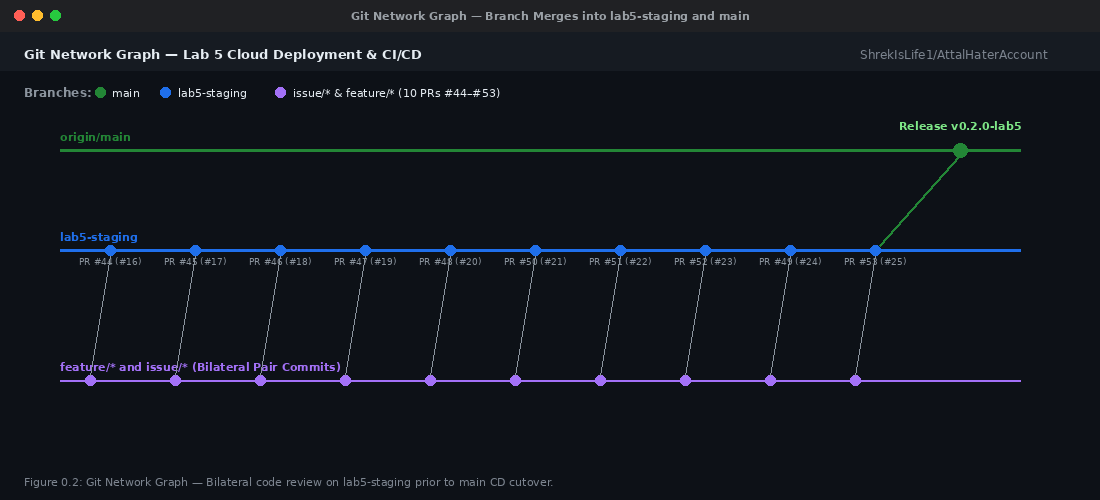 Git Network Graph — Branch Merges into lab5-staging and main
Git Network Graph — Lab 5 Cloud Deployment & CI/CD
ShrekIsLife1/AttalHaterAccount
Branches: main lab5-staging issue/* & feature/* (10 PRs #44–#53)
Release v0.2.0-lab5
origin/main
lab5-staging
PR #44 (#16) PR #45 (#17) PR #46 (#18) PR #47 (#19) PR #48 (#20) PR #50 (#21) PR #51 (#22) PR #52 (#23) PR #49 (#24) PR #53 (#25)
feature/* and issue/* (Bilateral Pair Commits)
Figure 0.2: Git Network Graph — Bilateral code review on lab5-staging prior to main CD cutover.